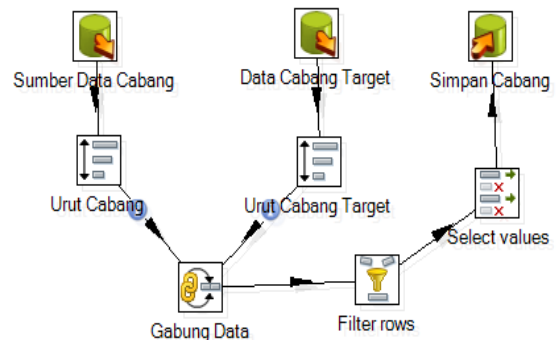 Sumber Data Cabang
Data Cabang Target
Simpan Cabang
Urut Cabang
Urut Cabang Target
Select values
Gabung Data
Filter rows